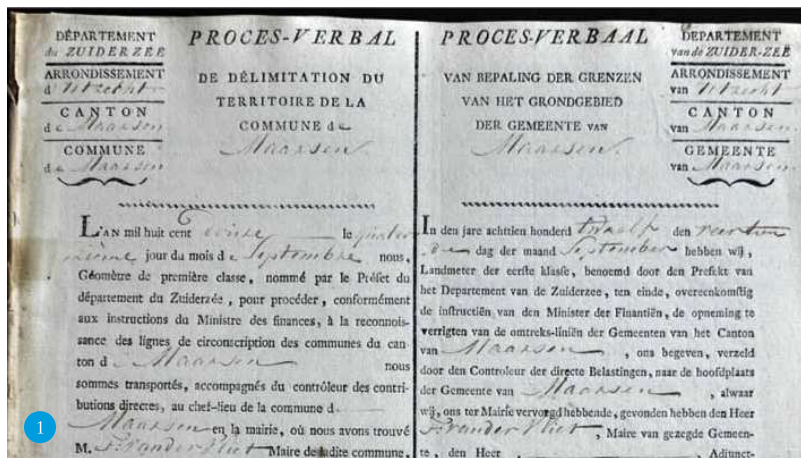 DÉPARTEMENT
du ZUIDERZEE
ARRONDISSEMENT
d'Utrecht
CANTON
de Maarsen
COMMUNE
de Maarsen
PROCES-VERBAL
DE DÉLIMITATION DU
TERRITOIRE DE LA
COMMUNE de
Maarsen.
L'AN mil huit cent Douze le quator
zième jour du mois de Septembre nous,
Géomètre de première classe, nommé par le Préfet du
département du Zuiderzée, pour procéder, conformément
aux instructions du Ministre des finances, à la reconnois-
sance des lignes de circonscription des communes du can-
ton d Maarsen nous
sommes transportés, accompagnés du contrôleur des contri-
butions directes, au chef-lieu de la commune d
Maarsen en la mairie, où nous avons trouvé
M. F. van der Vliet Maire de ladite commune,
PROCES-VERBAAL
VAN BEPALING DER GRENZEN
VAN HET GRONDGEBIED
DER GEMEENTE VAN
Maarsen.
DEPARTEMENT
van de ZUIDER-ZEE
ARRONDISSEMENT
van Utrecht
CANTON
van Maarsen
GEMEENTE
van Maarsen
In den jare achttien honderd twaalf den veertien
de dag der maand September hebben wij,
Landmeter der eerste klasse, benoemd door den Prefekt van
het Departement van de Zuiderzee, ten einde, overeenkomstig
de instructiën van den Minister der Finantiën, de opneming te
verrigten van de omtreks-liniën der Gemeenten van het Canton
van Maarsen, ons begeven, verzeld
door den Controleur der directe Belastingen, naar de hoofdplaats
der Gemeente van Maarsen, alwaar
wij, ons ter Mairie vervorgd hebbende, gevonden hebben den Heer
F. van der Vliet, Maire van gezegde Gemeen-
te, den Heer , Adjunct-
1